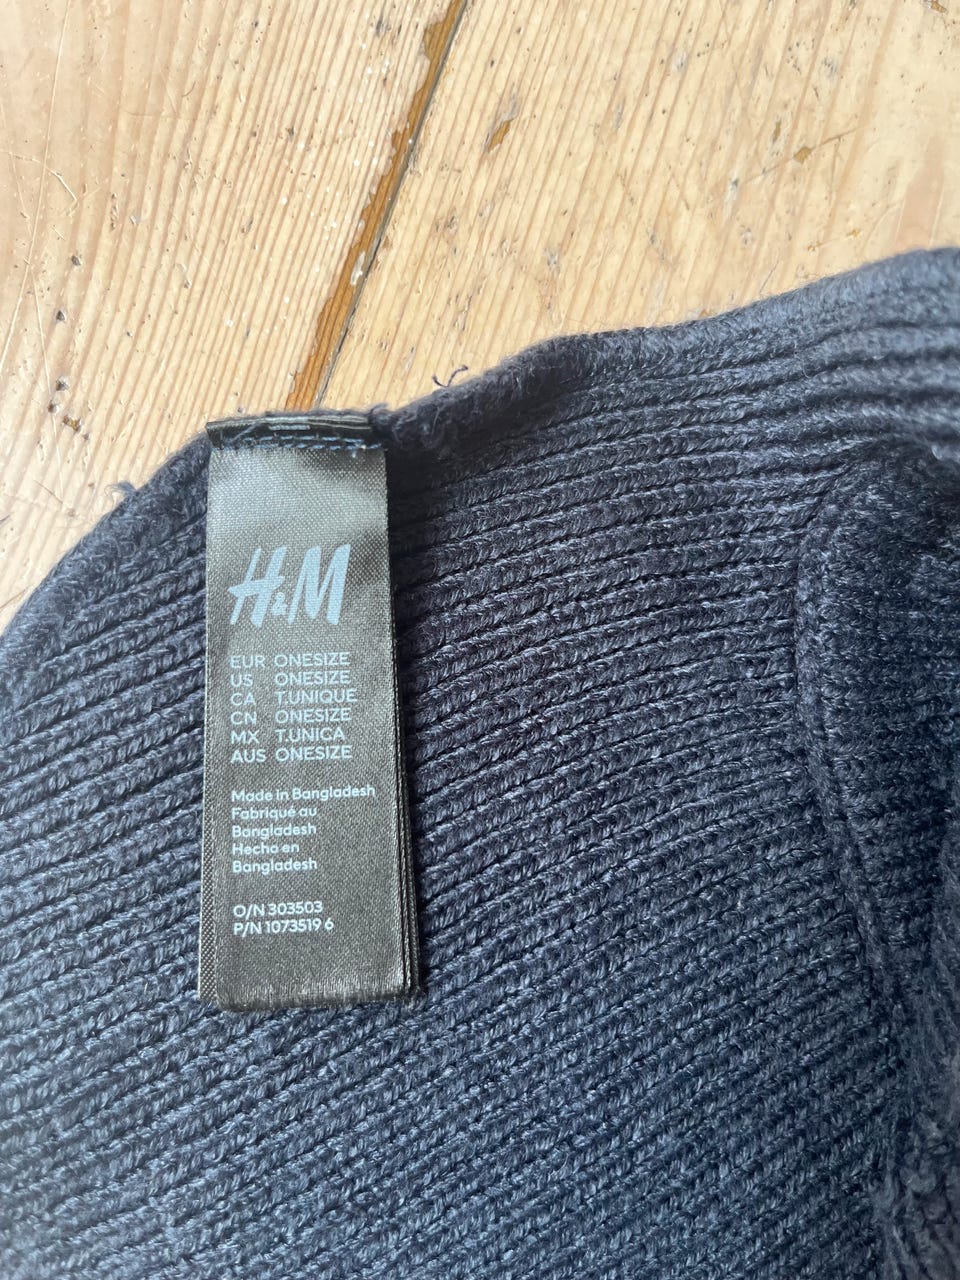 H&M
EUR ONESIZE
US ONESIZE
CA T.UNIQUE
CN ONESIZE
MX T.UNICA
AUS ONESIZE
Made in Bangladesh
Fabriqué au
Bangladesh
Hecho en
Bangladesh
O/N 303503
P/N 1073519 6